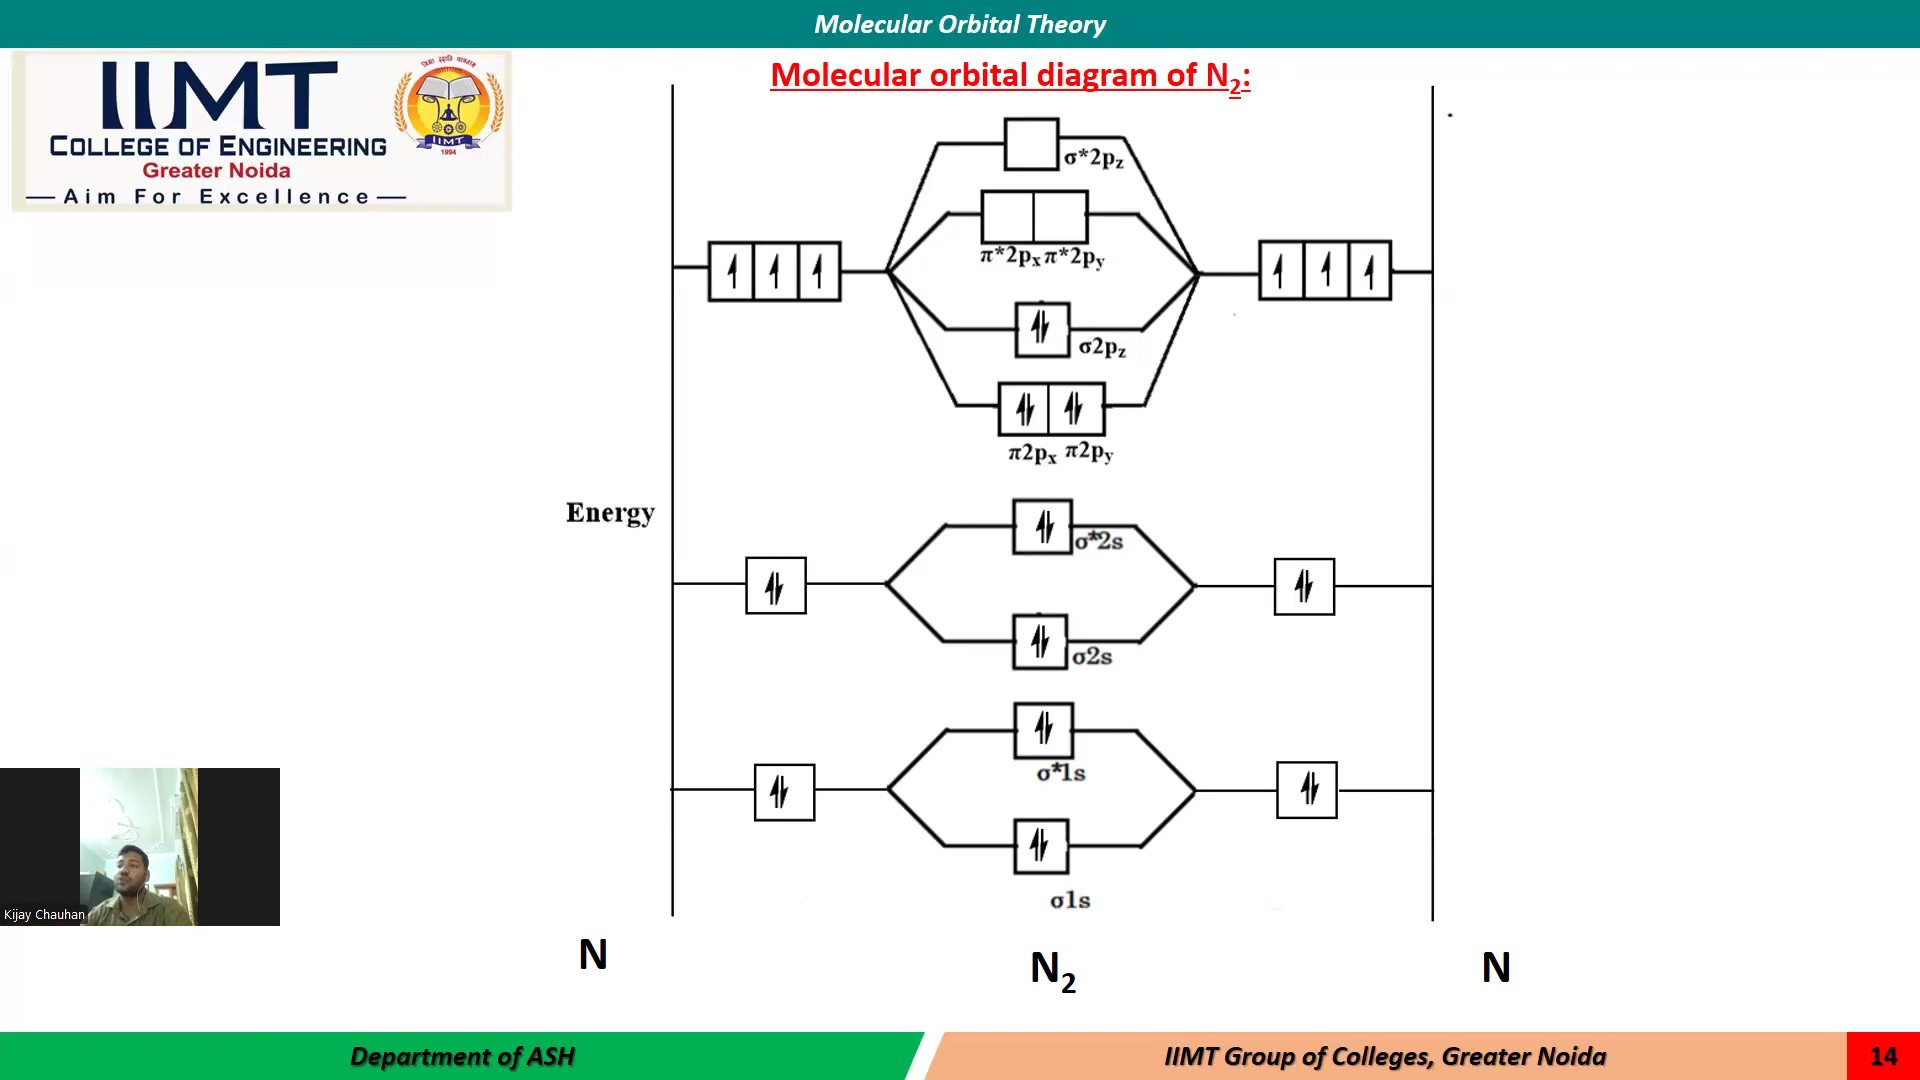 Molecular Orbital Theory
IIMT
COLLEGE OF ENGINEERING
Greater Noida
Aim For Excellence
IIMT
1994
Molecular orbital diagram of N₂:
σ*2pz
π*2px π*2py
σ2pz
π2px π2py
Energy
σ*2s
σ2s
σ*1s
σ1s
Kijay Chauhan
N
N₂
N
Department of ASH
IIMT Group of Colleges, Greater Noida
14